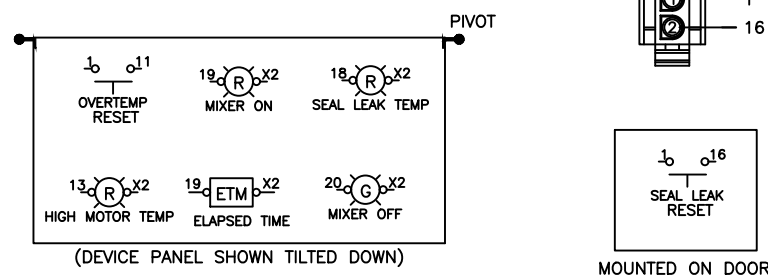 PIVOT
1
2
16
1 11
OVERTEMP
RESET
19 R X2
MIXER ON
18 R X2
SEAL LEAK TEMP
13 R X2
HIGH MOTOR TEMP
19 ETM X2
ELAPSED TIME
20 G X2
MIXER OFF
(DEVICE PANEL SHOWN TILTED DOWN)
1 16
SEAL LEAK
RESET
MOUNTED ON DOOR